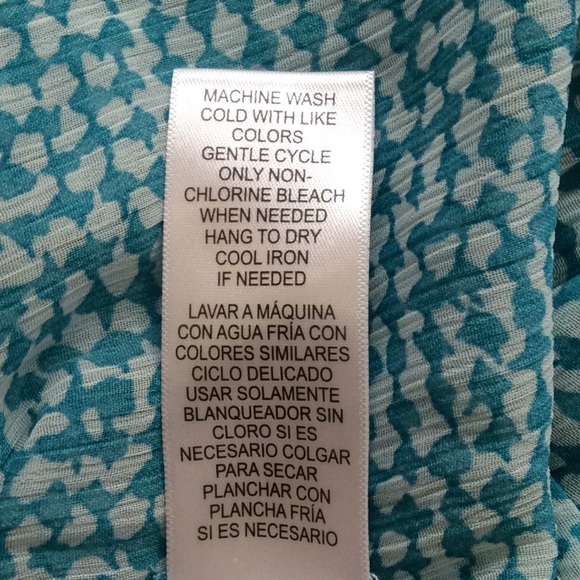 MACHINE WASH
COLD WITH LIKE
COLORS
GENTLE CYCLE
ONLY NON-
CHLORINE BLEACH
WHEN NEEDED
HANG TO DRY
COOL IRON
IF NEEDED
LAVAR A MÁQUINA
CON AGUA FRÍA CON
COLORES SIMILARES
CICLO DELICADO
USAR SOLAMENTE
BLANQUEADOR SIN
CLORO SI ES
NECESARIO COLGAR
PARA SECAR
PLANCHAR CON
PLANCHA FRÍA
SI ES NECESARIO